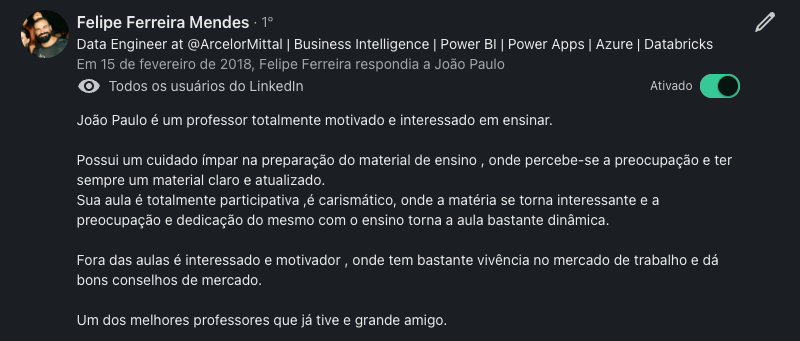 Felipe Ferreira Mendes · 1º
Data Engineer at @ArcelorMittal | Business Intelligence | Power BI | Power Apps | Azure | Databricks
Em 15 de fevereiro de 2018, Felipe Ferreira respondia a João Paulo
Todos os usuários do LinkedIn
Ativado
João Paulo é um professor totalmente motivado e interessado em ensinar.
Possui um cuidado ímpar na preparação do material de ensino , onde percebe-se a preocupação e ter
sempre um material claro e atualizado.
Sua aula é totalmente participativa ,é carismático, onde a matéria se torna interessante e a
preocupação e dedicação do mesmo com o ensino torna a aula bastante dinâmica.
Fora das aulas é interessado e motivador , onde tem bastante vivência no mercado de trabalho e dá
bons conselhos de mercado.
Um dos melhores professores que já tive e grande amigo.